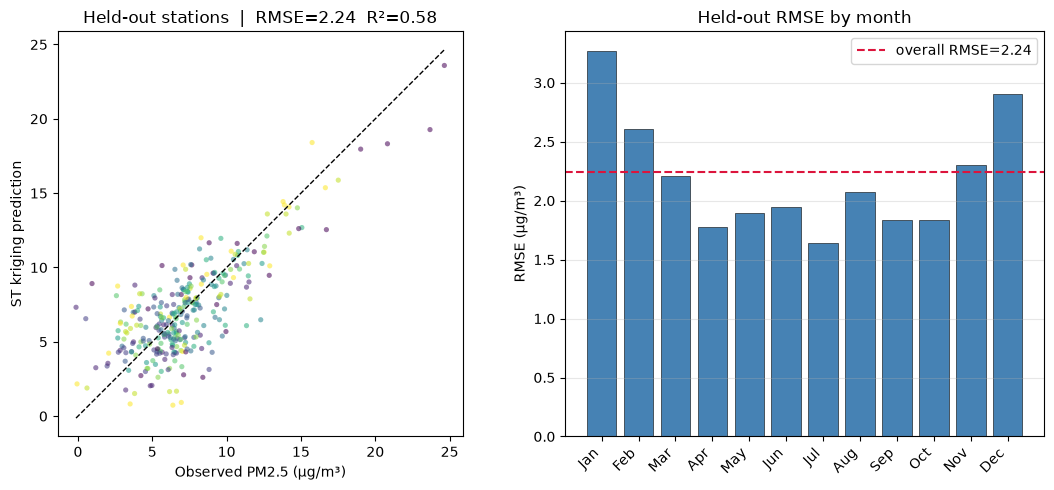 Held-out stations | RMSE=2.24 R²=0.58
25
20
15
10
5
0
ST kriging prediction
0 5 10 15 20 25
Observed PM2.5 (µg/m³)
Held-out RMSE by month
overall RMSE=2.24
3.0
2.5
2.0
1.5
1.0
0.5
0.0
RMSE (µg/m³)
Jan Feb Mar Apr May Jun Jul Aug Sep Oct Nov Dec